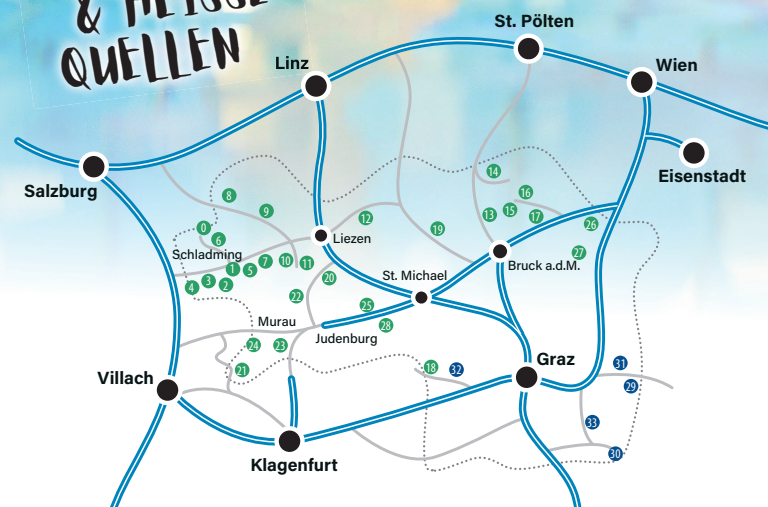 & HEISSE
QUELLEN
St. Pölten
Linz
Wien
Salzburg
Eisenstadt
14
8
16
9
13
15
17
12
26
0
19
6
Liezen
Schladming
27
7
10
11
Bruck a.d.M.
1
5
St. Michael
20
3
2
4
22
25
Murau
28
Judenburg
24
23
Graz
31
21
18
32
Villach
29
33
30
Klagenfurt